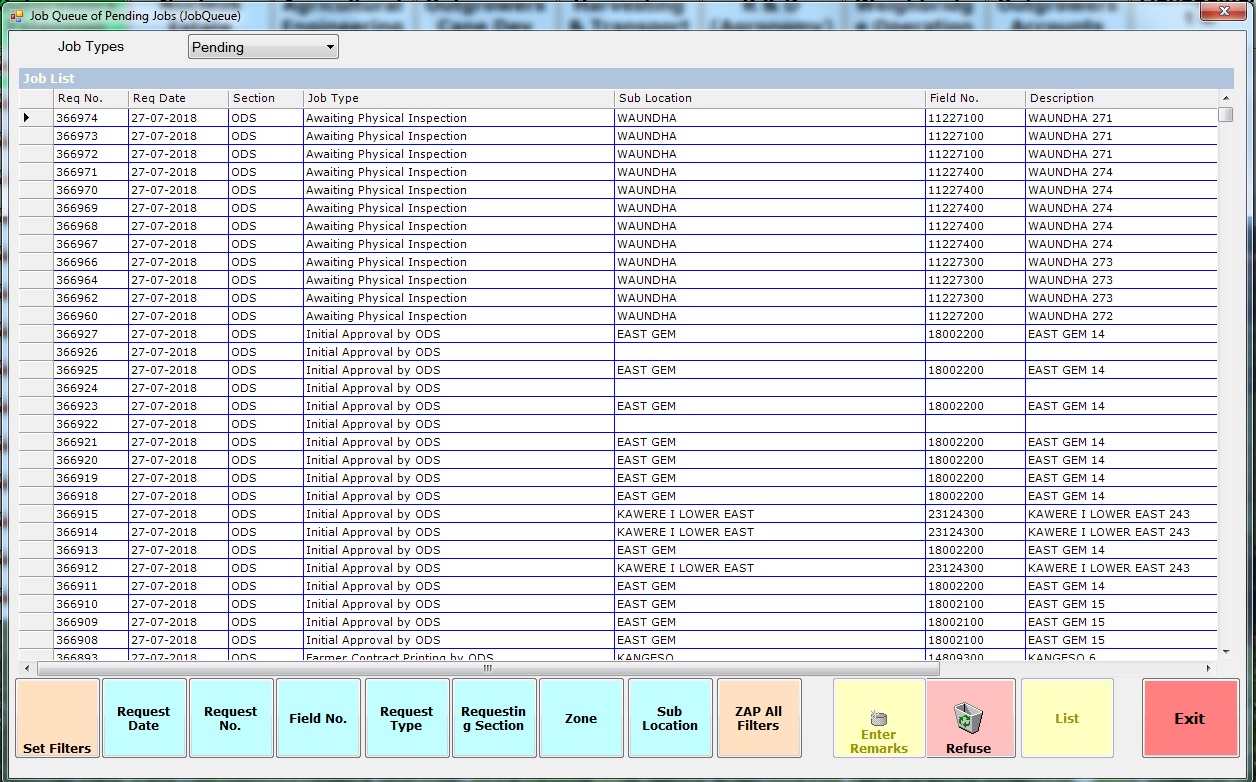 Job Queue of Pending Jobs (JobQueue)
Job Types Pending
Job List
Req No. Req Date Section Job Type Sub Location Field No. Description
366974 27-07-2018 ODS Awaiting Physical Inspection WAUNDHA 11227100 WAUNDHA 271
366973 27-07-2018 ODS Awaiting Physical Inspection WAUNDHA 11227100 WAUNDHA 271
366972 27-07-2018 ODS Awaiting Physical Inspection WAUNDHA 11227100 WAUNDHA 271
366971 27-07-2018 ODS Awaiting Physical Inspection WAUNDHA 11227400 WAUNDHA 274
366970 27-07-2018 ODS Awaiting Physical Inspection WAUNDHA 11227400 WAUNDHA 274
366969 27-07-2018 ODS Awaiting Physical Inspection WAUNDHA 11227400 WAUNDHA 274
366968 27-07-2018 ODS Awaiting Physical Inspection WAUNDHA 11227400 WAUNDHA 274
366967 27-07-2018 ODS Awaiting Physical Inspection WAUNDHA 11227400 WAUNDHA 274
366966 27-07-2018 ODS Awaiting Physical Inspection WAUNDHA 11227300 WAUNDHA 273
366964 27-07-2018 ODS Awaiting Physical Inspection WAUNDHA 11227300 WAUNDHA 273
366962 27-07-2018 ODS Awaiting Physical Inspection WAUNDHA 11227300 WAUNDHA 273
366960 27-07-2018 ODS Awaiting Physical Inspection WAUNDHA 11227200 WAUNDHA 272
366927 27-07-2018 ODS Initial Approval by ODS EAST GEM 18002200 EAST GEM 14
366926 27-07-2018 ODS Initial Approval by ODS
366925 27-07-2018 ODS Initial Approval by ODS EAST GEM 18002200 EAST GEM 14
366924 27-07-2018 ODS Initial Approval by ODS
366923 27-07-2018 ODS Initial Approval by ODS EAST GEM 18002200 EAST GEM 14
366922 27-07-2018 ODS Initial Approval by ODS
366921 27-07-2018 ODS Initial Approval by ODS EAST GEM 18002200 EAST GEM 14
366920 27-07-2018 ODS Initial Approval by ODS EAST GEM 18002200 EAST GEM 14
366919 27-07-2018 ODS Initial Approval by ODS EAST GEM 18002200 EAST GEM 14
366918 27-07-2018 ODS Initial Approval by ODS EAST GEM 18002200 EAST GEM 14
366915 27-07-2018 ODS Initial Approval by ODS KAWERE I LOWER EAST 23124300 KAWERE I LOWER EAST 243
366914 27-07-2018 ODS Initial Approval by ODS KAWERE I LOWER EAST 23124300 KAWERE I LOWER EAST 243
366913 27-07-2018 ODS Initial Approval by ODS EAST GEM 18002200 EAST GEM 14
366912 27-07-2018 ODS Initial Approval by ODS KAWERE I LOWER EAST 23124300 KAWERE I LOWER EAST 243
366911 27-07-2018 ODS Initial Approval by ODS EAST GEM 18002200 EAST GEM 14
366910 27-07-2018 ODS Initial Approval by ODS EAST GEM 18002100 EAST GEM 15
366909 27-07-2018 ODS Initial Approval by ODS EAST GEM 18002100 EAST GEM 15
366908 27-07-2018 ODS Initial Approval by ODS EAST GEM 18002100 EAST GEM 15
366893 27-07-2018 ODS Farmer Contract Printing by ODS KANGESO 14809300 KANGESO 6
Set Filters
Request
Date
Request
No.
Field No.
Request
Type
Requestin
g Section
Zone
Sub
Location
ZAP All
Filters
Enter
Remarks
Refuse
List
Exit